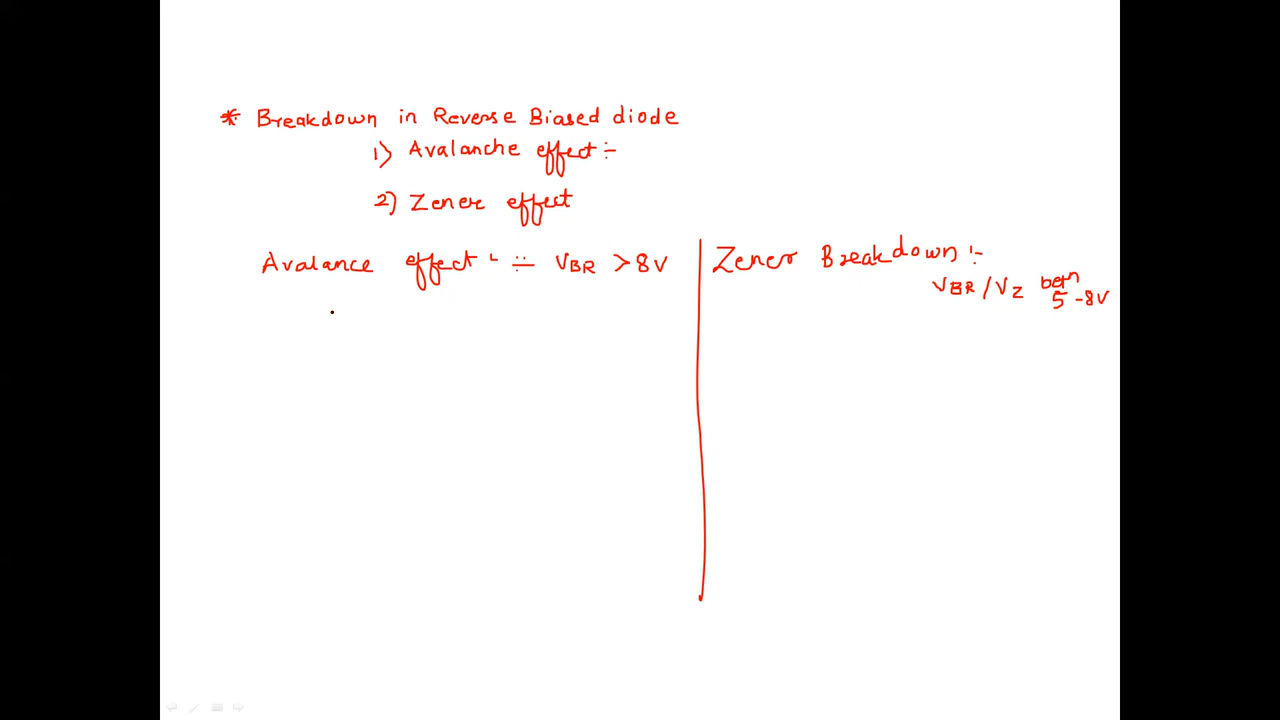 * Breakdown in Reverse Biased diode
1) Avalanche effect :-
2) Zener effect
Avalance effect :- VBR > 8V
Zener Breakdown :-
VBR / VZ betn
5 -8V